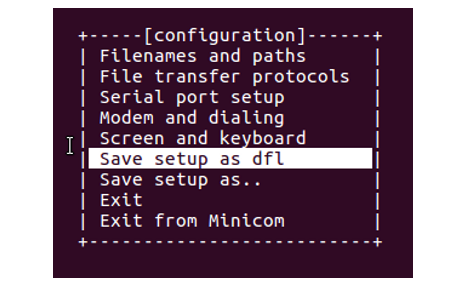 +-----[configuration]------+
| Filenames and paths      |
| File transfer protocols  |
| Serial port setup        |
| Modem and dialing        |
| Screen and keyboard      |
| Save setup as dfl        |
| Save setup as..          |
| Exit                     |
| Exit from Minicom        |
+--------------------------+